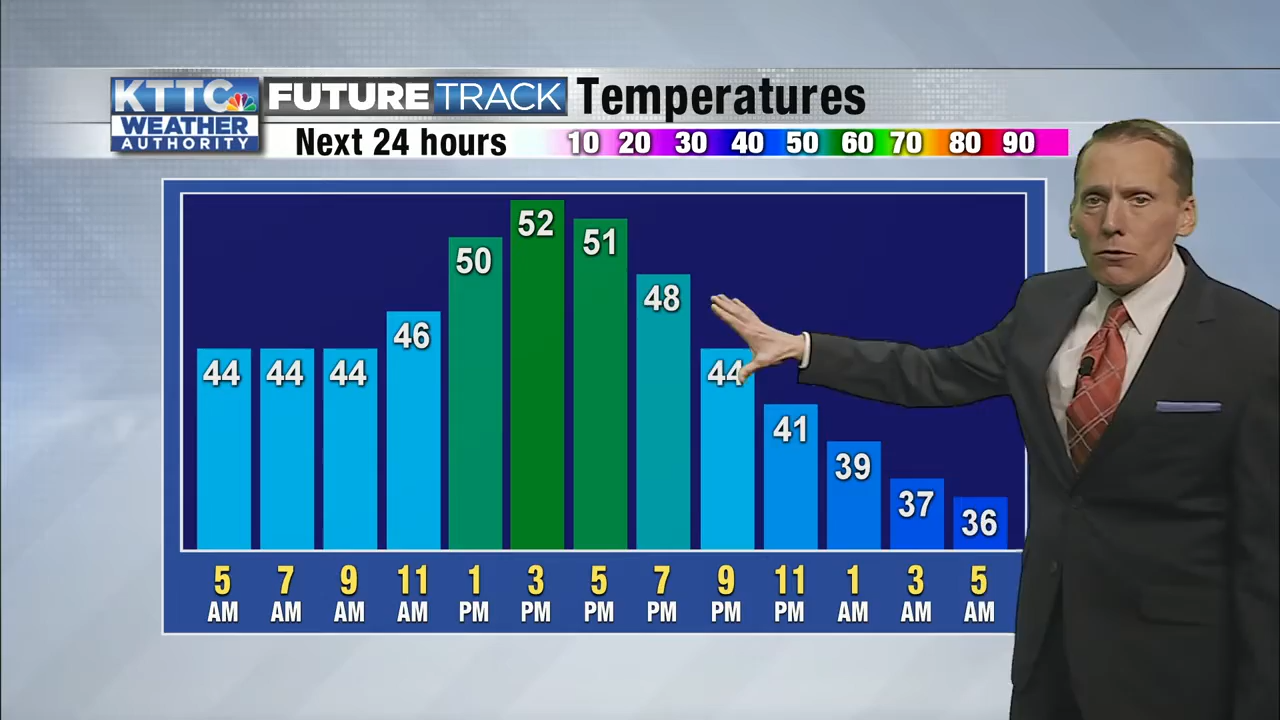 KTTC
WEATHER
AUTHORITY
FUTURE TRACK Temperatures
Next 24 hours 10 20 30 40 50 60 70 80 90
44 44 44 46 50 52 51 48 44 41 39 37 36
5 7 9 11 1 3 5 7 9 11 1 3 5
AM AM AM AM PM PM PM PM PM PM AM AM AM